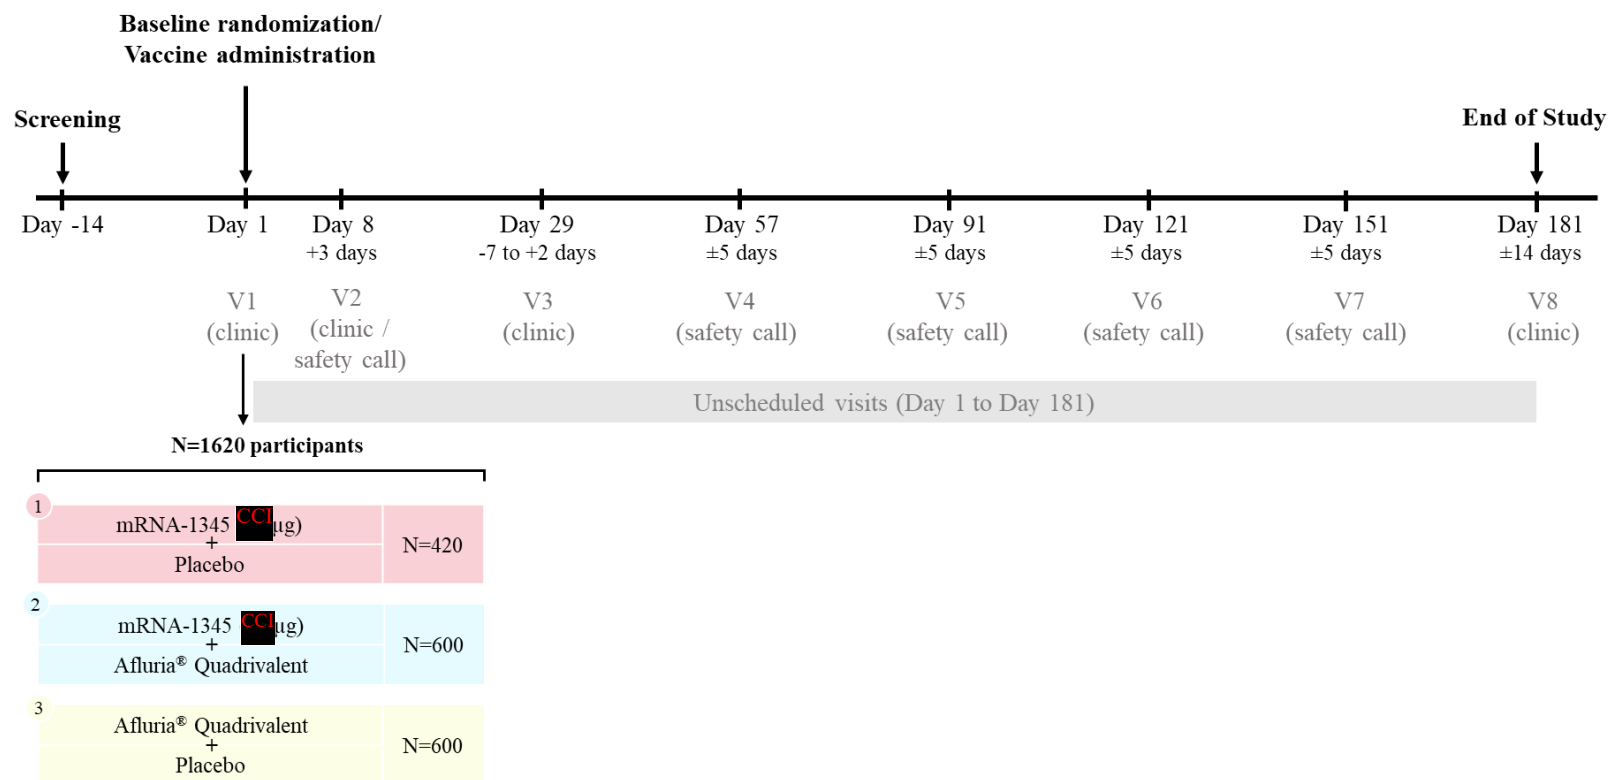 Baseline randomization/
Vaccine administration
Screening
End of Study
Day -14
Day 1
Day 8
+3 days
Day 29
-7 to +2 days
Day 57
±5 days
Day 91
±5 days
Day 121
±5 days
Day 151
±5 days
Day 181
±14 days
V1
(clinic)
V2
(clinic /
safety call)
V3
(clinic)
V4
(safety call)
V5
(safety call)
V6
(safety call)
V7
(safety call)
V8
(clinic)
Unscheduled visits (Day 1 to Day 181)
N=1620 participants
1
mRNA-1345 CCI µg)
+
Placebo
N=420
2
mRNA-1345 CCI µg)
+
Afluria® Quadrivalent
N=600
3
Afluria® Quadrivalent
+
Placebo
N=600